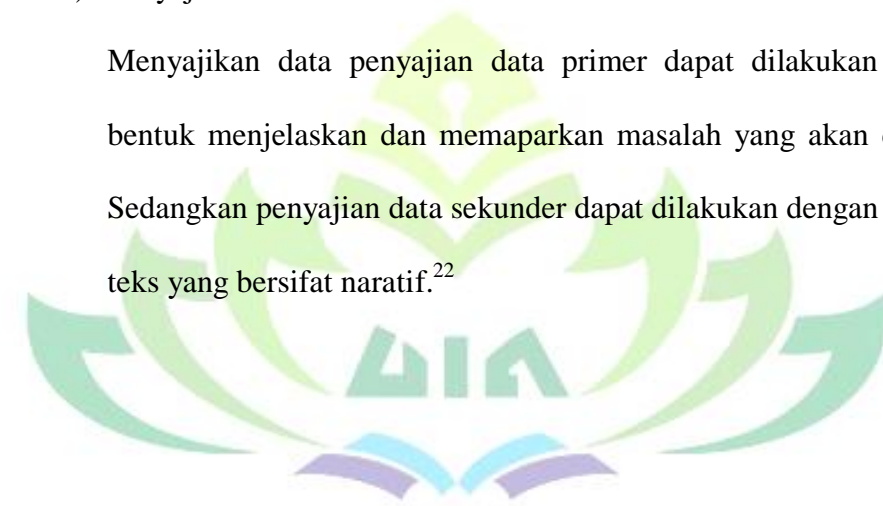 Menyajikan data penyajian data primer dapat dilakukan
bentuk menjelaskan dan memaparkan masalah yang akan
Sedangkan penyajian data sekunder dapat dilakukan dengan
teks yang bersifat naratif.22
UIN